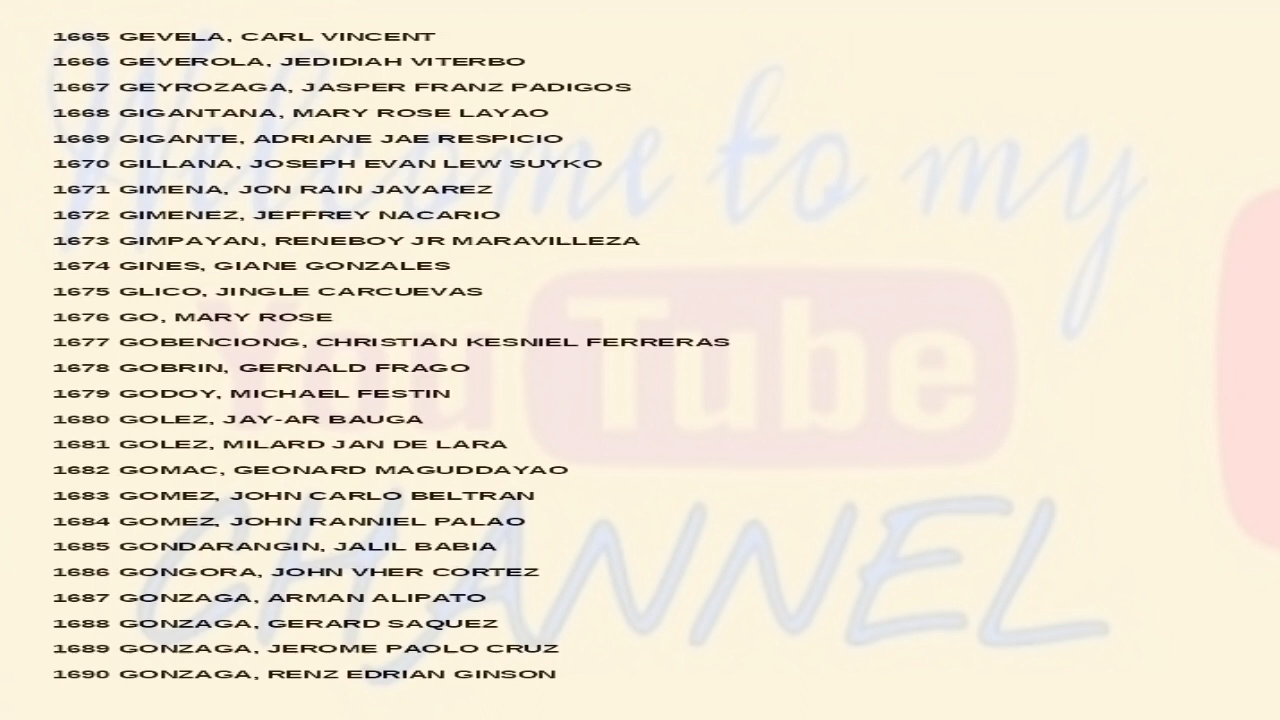 1665 GEVELA, CARL VINCENT
1666 GEVEROLA, JEDIDIAH VITERBO
1667 GEYROZAGA, JASPER FRANZ PADIGOS
1668 GIGANTANA, MARY ROSE LAYAO
1669 GIGANTE, ADRIANE JAE RESPICIO
1670 GILLANA, JOSEPH EVAN LEW SUYKO
1671 GIMENA, JON RAIN JAVAREZ
1672 GIMENEZ, JEFFREY NACARIO
1673 GIMPAYAN, RENEBOY JR MARAVILLEZA
1674 GINES, GIANE GONZALES
1675 GLICO, JINGLE CARCUEVAS
1676 GO, MARY ROSE
1677 GOBENCIONG, CHRISTIAN KESNIEL FERRERAS
1678 GOBRIN, GERNALD FRAGO
1679 GODOY, MICHAEL FESTIN
1680 GOLEZ, JAY-AR BAUGA
1681 GOLEZ, MILARD JAN DE LARA
1682 GOMAC, GEONARD MAGUDDAYAO
1683 GOMEZ, JOHN CARLO BELTRAN
1684 GOMEZ, JOHN RANNIEL PALAO
1685 GONDARANGIN, JALIL BABIA
1686 GONGORA, JOHN VHER CORTEZ
1687 GONZAGA, ARMAN ALIPATO
1688 GONZAGA, GERARD SAQUEZ
1689 GONZAGA, JEROME PAOLO CRUZ
1690 GONZAGA, RENZ EDRIAN GINSON
Welcome to my
YouTube
CHANNEL